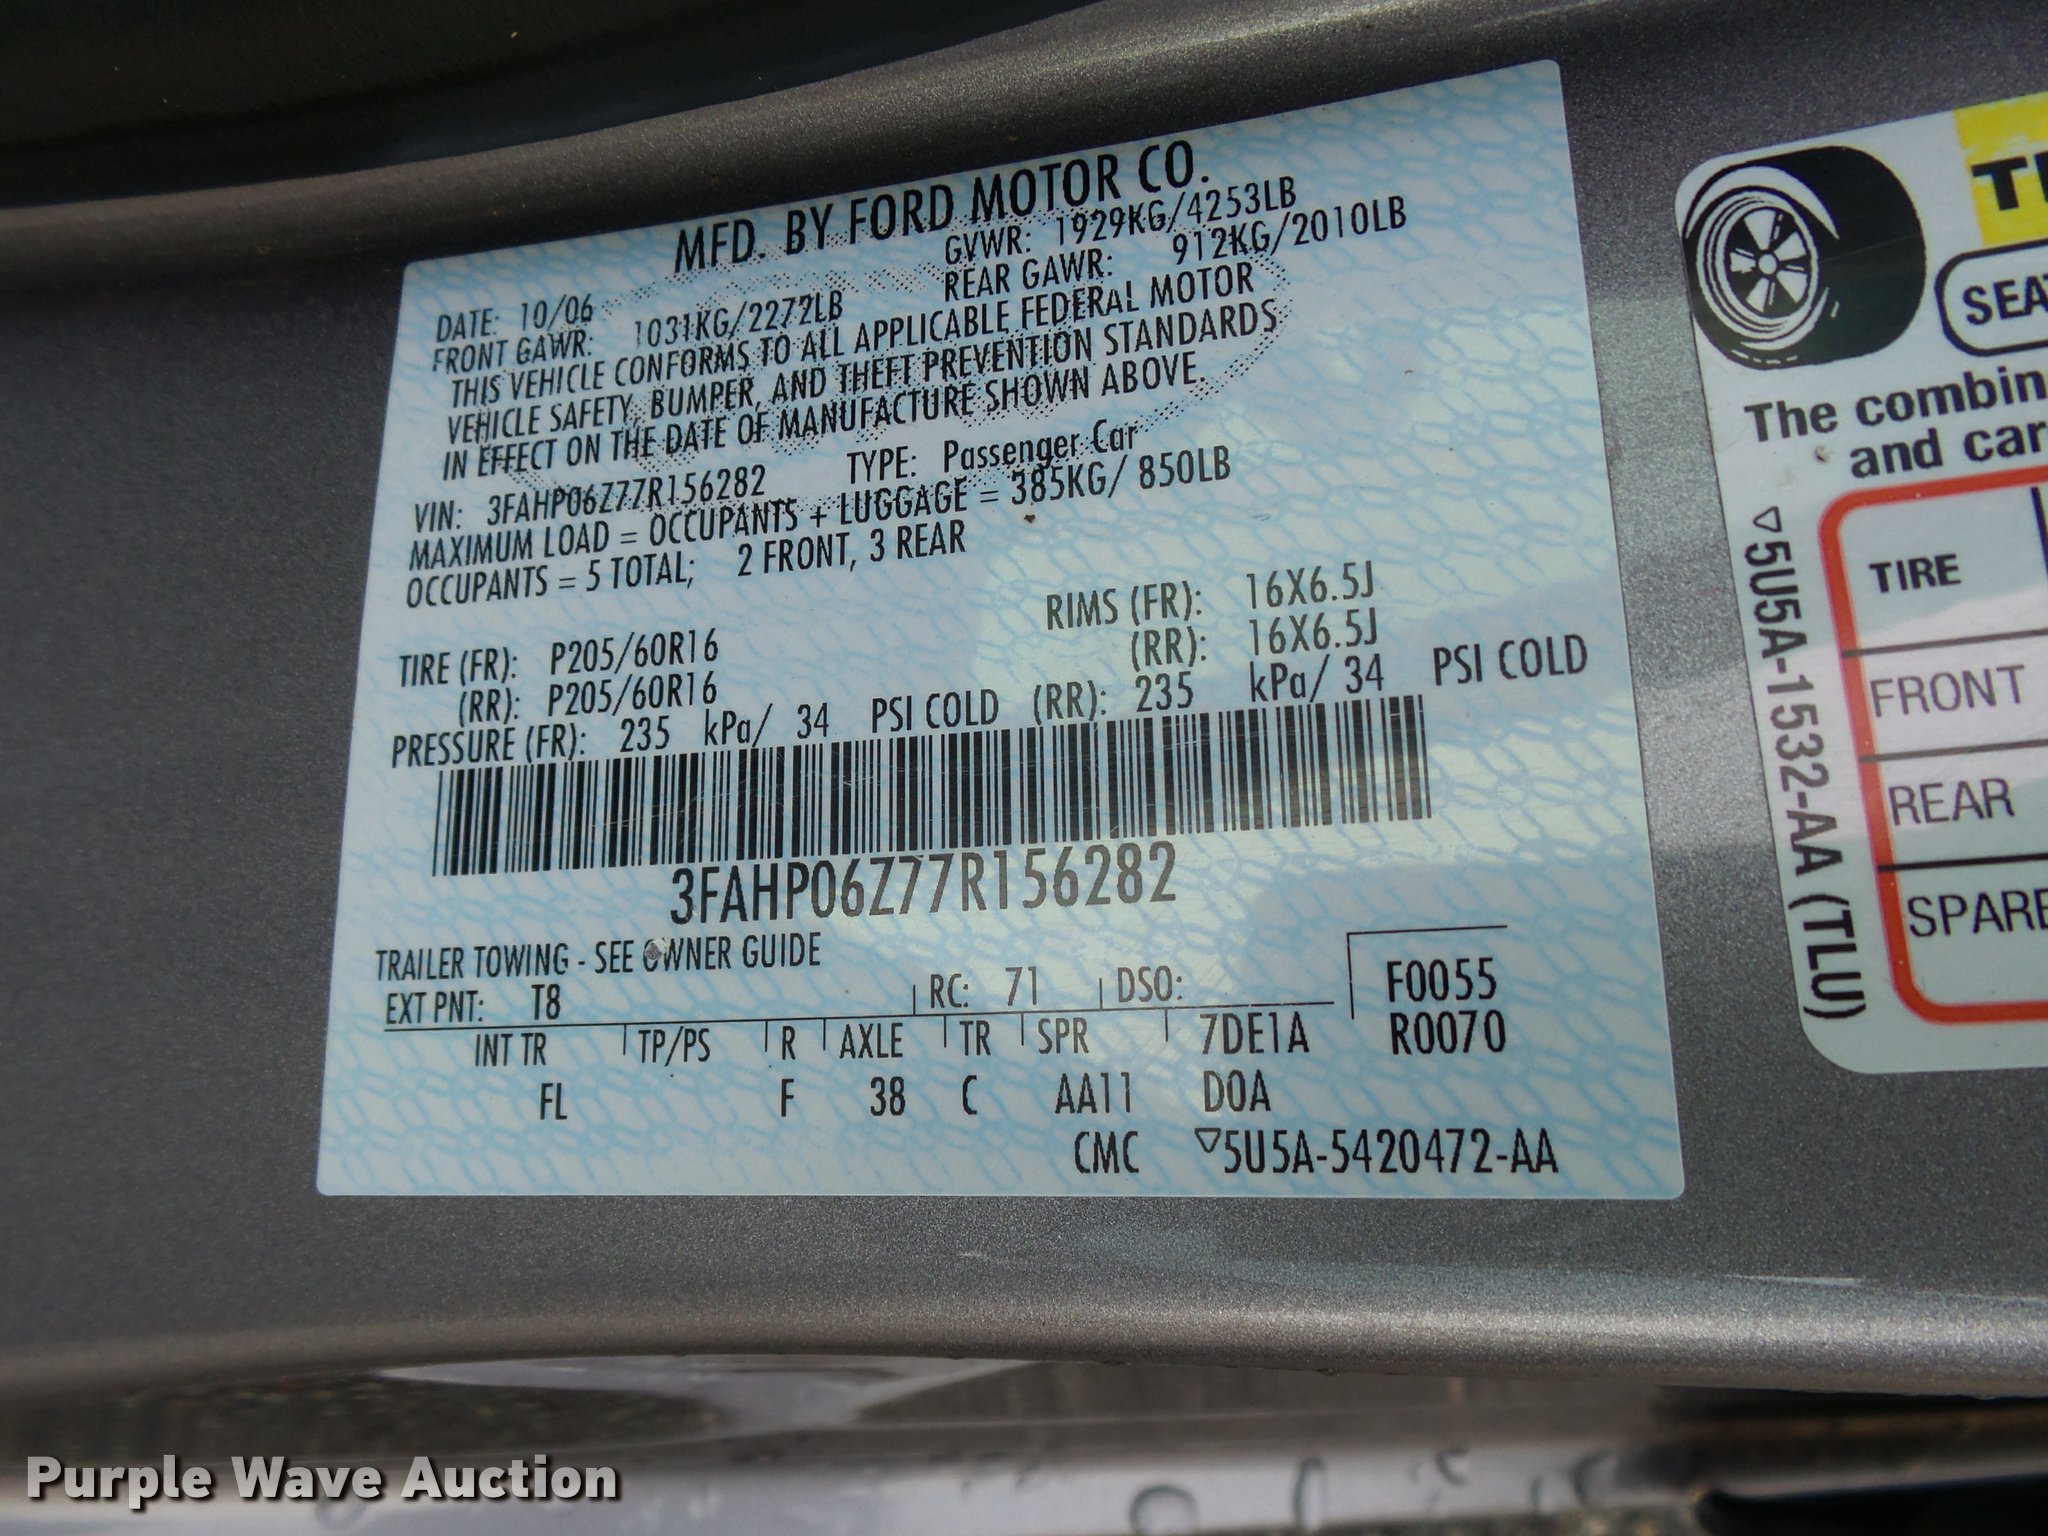 MFD. BY FORD MOTOR CO.
DATE: 10/06 GVWR: 1929KG/4253LB
FRONT GAWR: 1031KG/2272LB REAR GAWR: 912KG/2010LB
THIS VEHICLE CONFORMS TO ALL APPLICABLE FEDERAL MOTOR
VEHICLE SAFETY, BUMPER, AND THEFT PREVENTION STANDARDS
IN EFFECT ON THE DATE OF MANUFACTURE SHOWN ABOVE.
VIN: 3FAHP06Z77R156282 TYPE: Passenger Car
MAXIMUM LOAD = OCCUPANTS + LUGGAGE = 385KG/ 850LB
OCCUPANTS = 5 TOTAL; 2 FRONT, 3 REAR
TIRE (FR): P205/60R16 RIMS (FR): 16X6.5J
(RR): P205/60R16 (RR): 16X6.5J
PRESSURE (FR): 235 kPa/ 34 PSI COLD (RR): 235 kPa/ 34 PSI COLD
3FAHP06Z77R156282
TRAILER TOWING - SEE OWNER GUIDE
EXT PNT: T8 RC: 71 DSO: F0055
INT TR TP/PS R AXLE TR SPR 7DE1A R0070
FL F 38 C AA11 DOA
CMC ▽5U5A-5420472-AA
The combin
and car
TIRE
FRONT
REAR
SPARE
▽5U5A-1532-AA (TLU)
Purple Wave Auction